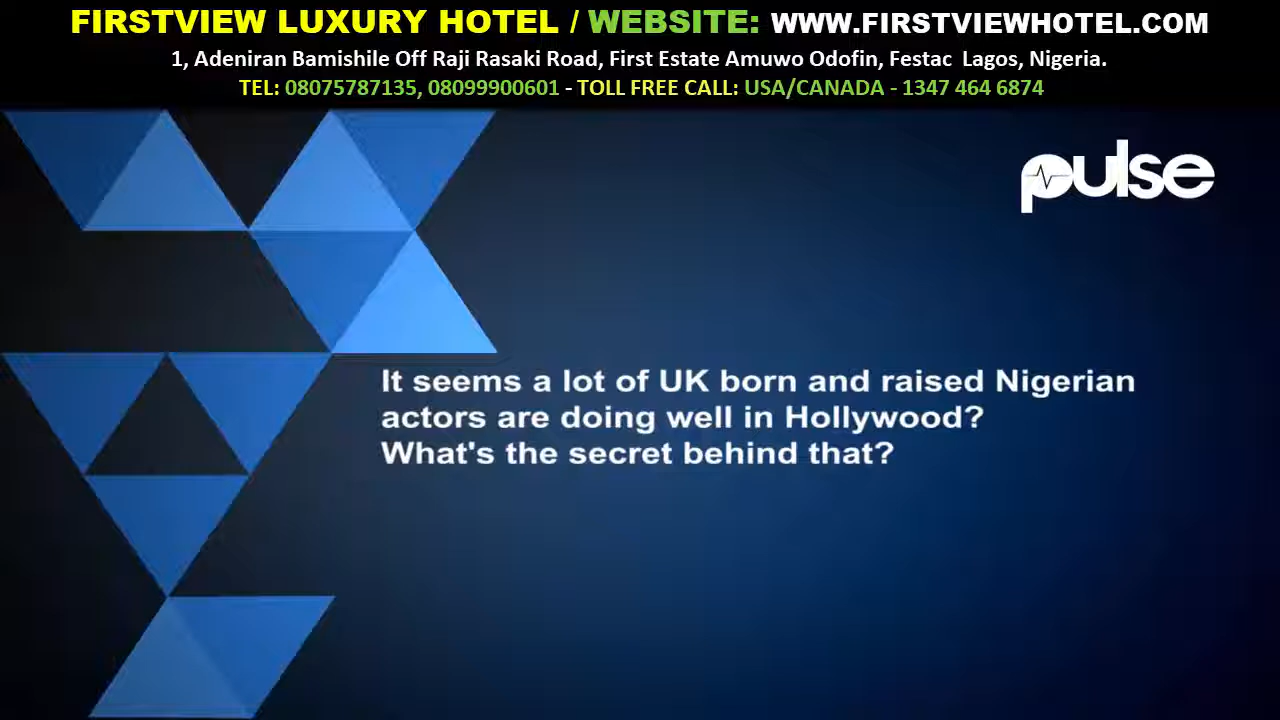 FIRSTVIEW LUXURY HOTEL / WEBSITE: WWW.FIRSTVIEWHOTEL.COM
1, Adeniran Bamishile Off Raji Rasaki Road, First Estate Amuwo Odofin, Festac Lagos, Nigeria.
TEL: 08075787135, 08099900601 - TOLL FREE CALL: USA/CANADA - 1347 464 6874
pulse
It seems a lot of UK born and raised Nigerian
actors are doing well in Hollywood?
What's the secret behind that?